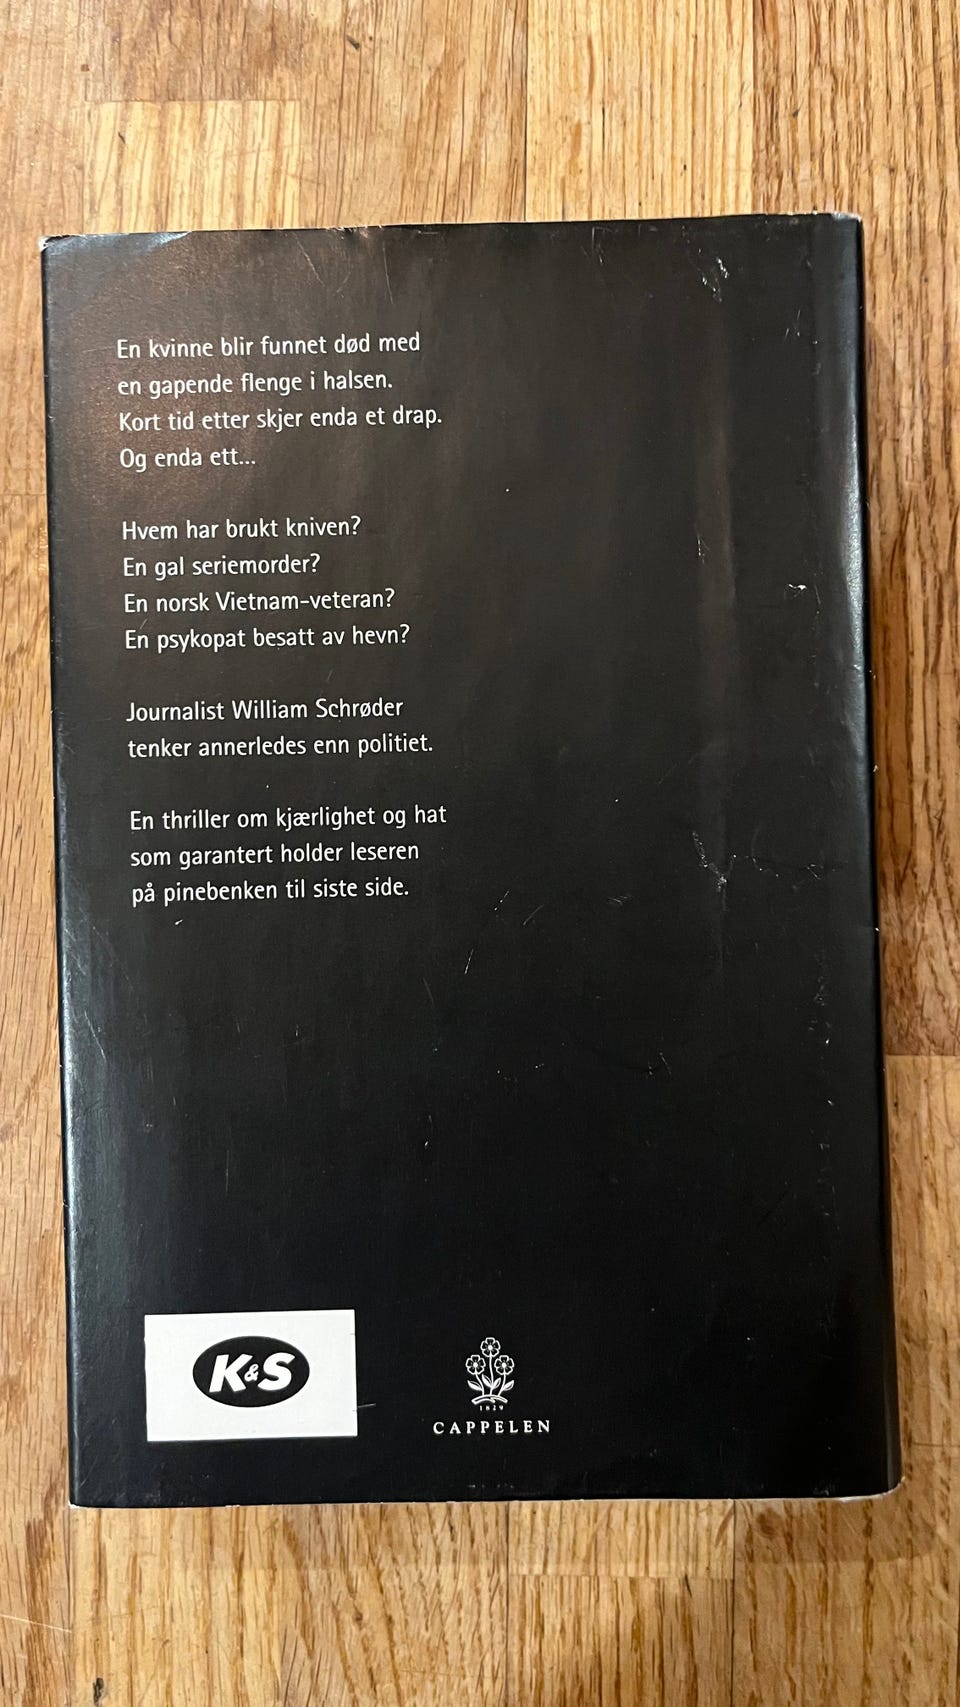 En kvinne blir funnet død med
en gapende flenge i halsen.
Kort tid etter skjer enda et drap.
Og enda ett...
Hvem har brukt kniven?
En gal seriemorder?
En norsk Vietnam-veteran?
En psykopat besatt av hevn?
Journalist William Schrøder
tenker annerledes enn politiet.
En thriller om kjærlighet og hat
som garantert holder leseren
på pinebenken til siste side.
K&S
1829
CAPPELEN